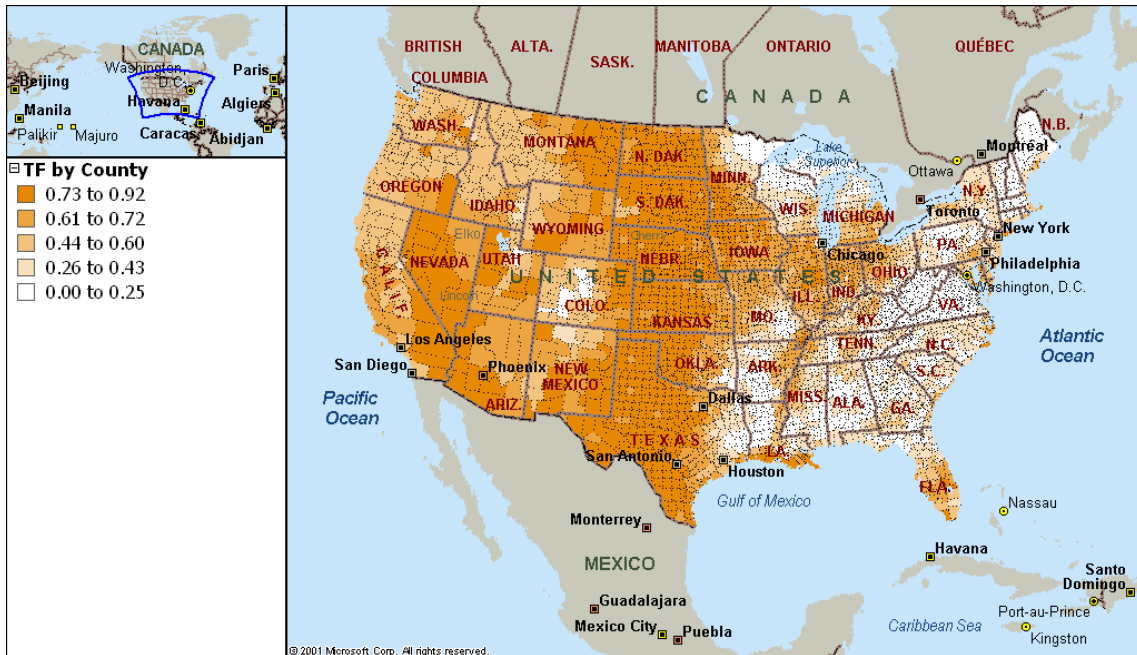 CANADA
Washington,
D.C.
Beijing
Paris
Manila
Havana
Algiers
Palikir
Majuro
Caracas
Abidjan
TF by County
0.73 to 0.92
0.61 to 0.72
0.44 to 0.60
0.26 to 0.43
0.00 to 0.25
BRITISH
COLUMBIA
ALTA.
SASK.
MANITOBA
ONTARIO
QUÉBEC
CANADA
N.B.
WASH.
MONTANA
N. DAK.
MINN.
Lake
Superior
Ottawa
Montréal
OREGON
IDAHO
S. DAK.
WIS.
MICHIGAN
Toronto
N.Y.
WYOMING
New York
Elko
NEBR.
IOWA
Chicago
PA.
Philadelphia
NEVADA
UTAH
UNITED STATES
OHIO
Washington, D.C.
CALIF.
Lincoln
COLO.
KANSAS
MO.
ILL.
IND.
KY.
VA.
Atlantic
Ocean
Los Angeles
San Diego
Phoenix
ARIZ.
NEW
MEXICO
OKLA.
ARK.
TENN.
N.C.
S.C.
Pacific
Ocean
Dallas
MISS.
ALA.
GA.
TEXAS
San Antonio
Houston
LA.
FLA.
Gulf of Mexico
Nassau
Monterrey
MEXICO
Havana
Santo
Domingo
Guadalajara
Port-au-Prince
Mexico City
Puebla
Caribbean Sea
Kingston
© 2001 Microsoft Corp. All rights reserved.